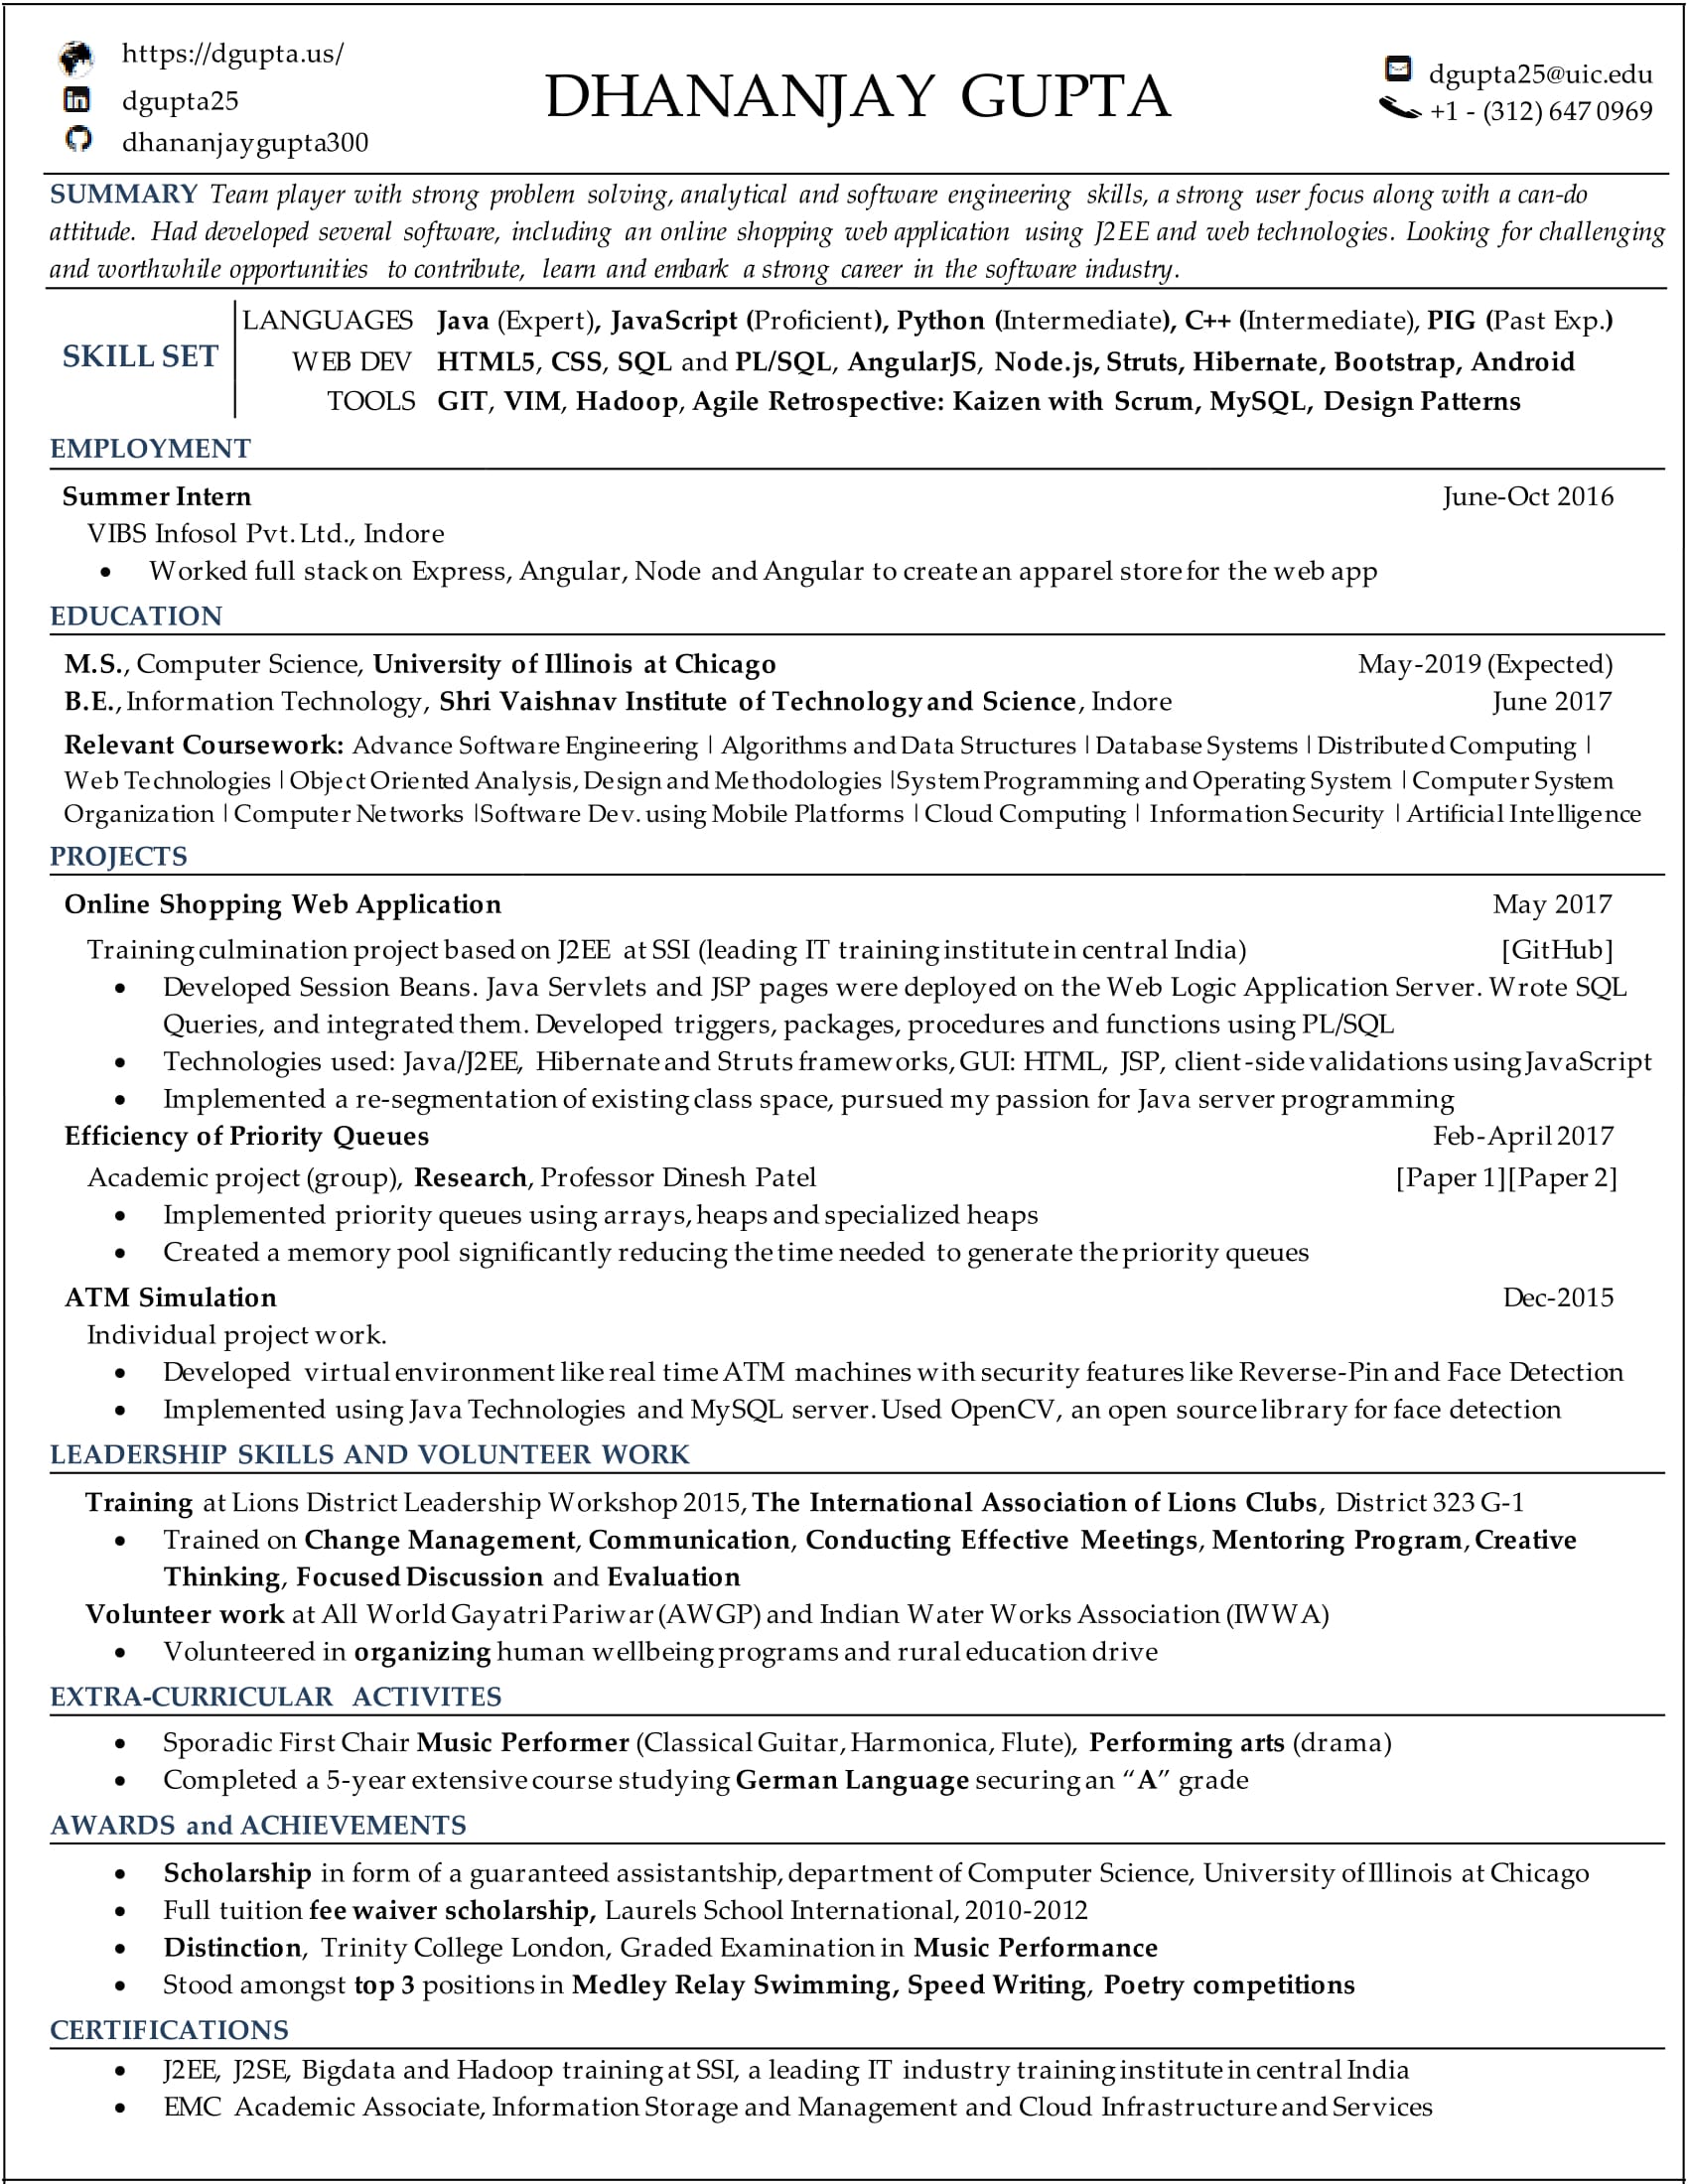 https://dgupta.us/
dgupta25
dhananjaygupta300
DHANANJAY GUPTA
dgupta25@uic.edu
+1 - (312) 647 0969
SUMMARY Team player with strong problem solving, analytical and software engineering skills, a strong user focus along with a can-do
attitude. Had developed several software, including an online shopping web application using J2EE and web technologies. Looking for challenging
and worthwhile opportunities to contribute, learn and embark a strong career in the software industry.
SKILL SET
LANGUAGES Java (Expert), JavaScript (Proficient), Python (Intermediate), C++ (Intermediate), PIG (Past Exp.)
WEB DEV HTML5, CSS, SQL and PL/SQL, AngularJS, Node.js, Struts, Hibernate, Bootstrap, Android
TOOLS GIT, VIM, Hadoop, Agile Retrospective: Kaizen with Scrum, MySQL, Design Patterns
EMPLOYMENT
Summer Intern June-Oct 2016
VIBS Infosol Pvt. Ltd., Indore
• Worked full stack on Express, Angular, Node and Angular to create an apparel store for the web app
EDUCATION
M.S., Computer Science, University of Illinois at Chicago May-2019 (Expected)
B.E., Information Technology, Shri Vaishnav Institute of Technology and Science, Indore June 2017
Relevant Coursework: Advance Software Engineering | Algorithms and Data Structures | Database Systems | Distributed Computing |
Web Technologies | Object Oriented Analysis, Design and Methodologies |System Programming and Operating System | Computer System
Organization | Computer Networks |Software Dev. using Mobile Platforms | Cloud Computing | Information Security | Artificial Intelligence
PROJECTS
Online Shopping Web Application May 2017
Training culmination project based on J2EE at SSI (leading IT training institute in central India) [GitHub]
• Developed Session Beans. Java Servlets and JSP pages were deployed on the Web Logic Application Server. Wrote SQL
Queries, and integrated them. Developed triggers, packages, procedures and functions using PL/SQL
• Technologies used: Java/J2EE, Hibernate and Struts frameworks, GUI: HTML, JSP, client-side validations using JavaScript
• Implemented a re-segmentation of existing class space, pursued my passion for Java server programming
Efficiency of Priority Queues Feb-April 2017
Academic project (group), Research, Professor Dinesh Patel [Paper 1][Paper 2]
• Implemented priority queues using arrays, heaps and specialized heaps
• Created a memory pool significantly reducing the time needed to generate the priority queues
ATM Simulation Dec-2015
Individual project work.
• Developed virtual environment like real time ATM machines with security features like Reverse-Pin and Face Detection
• Implemented using Java Technologies and MySQL server. Used OpenCV, an open source library for face detection
LEADERSHIP SKILLS AND VOLUNTEER WORK
Training at Lions District Leadership Workshop 2015, The International Association of Lions Clubs, District 323 G-1
• Trained on Change Management, Communication, Conducting Effective Meetings, Mentoring Program, Creative
Thinking, Focused Discussion and Evaluation
Volunteer work at All World Gayatri Pariwar (AWGP) and Indian Water Works Association (IWWA)
• Volunteered in organizing human wellbeing programs and rural education drive
EXTRA-CURRICULAR ACTIVITES
• Sporadic First Chair Music Performer (Classical Guitar, Harmonica, Flute), Performing arts (drama)
• Completed a 5-year extensive course studying German Language securing an “A” grade
AWARDS and ACHIEVEMENTS
• Scholarship in form of a guaranteed assistantship, department of Computer Science, University of Illinois at Chicago
• Full tuition fee waiver scholarship, Laurels School International, 2010-2012
• Distinction, Trinity College London, Graded Examination in Music Performance
• Stood amongst top 3 positions in Medley Relay Swimming, Speed Writing, Poetry competitions
CERTIFICATIONS
• J2EE, J2SE, Bigdata and Hadoop training at SSI, a leading IT industry training institute in central India
• EMC Academic Associate, Information Storage and Management and Cloud Infrastructure and Services